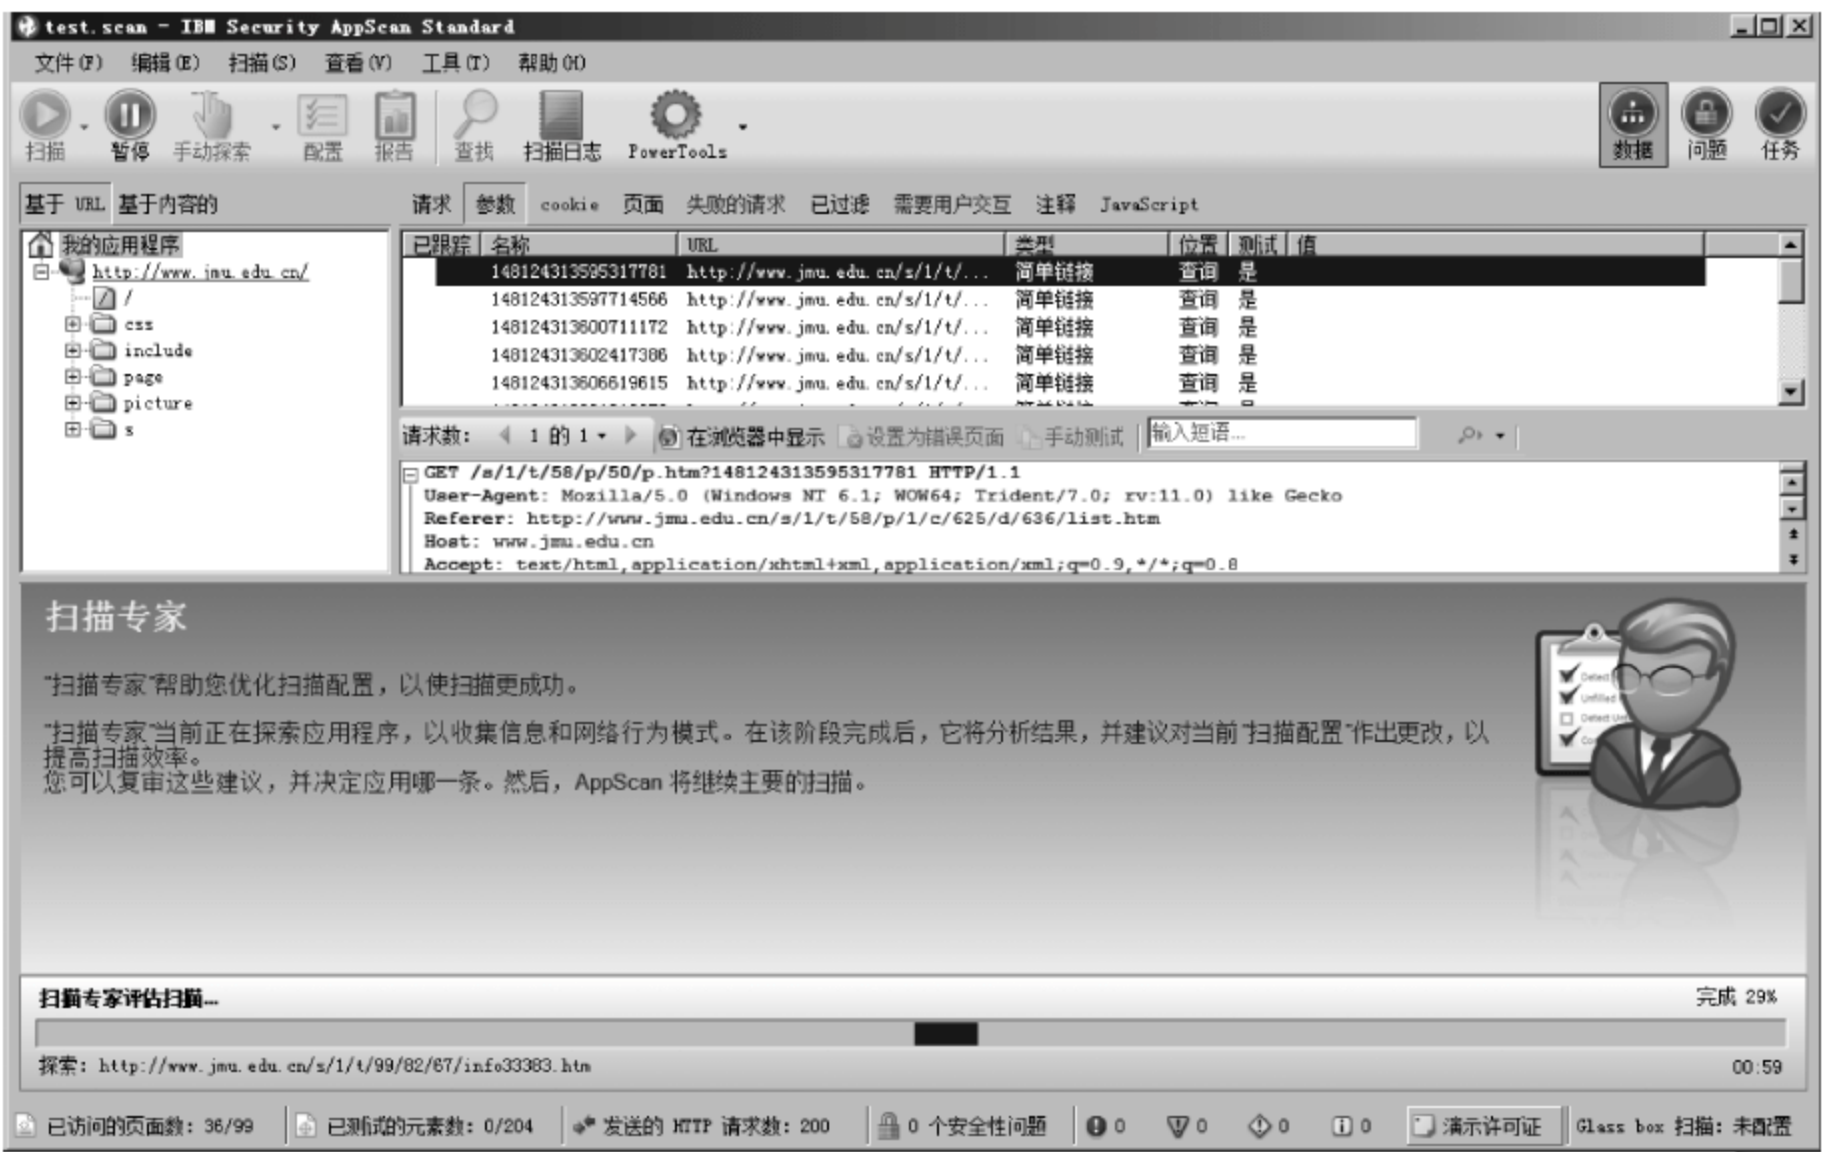 test.scan - IBM Security AppScan Standard
文件(F) 编辑(E) 扫描(S) 查看(V) 工具(T) 帮助(H)
扫描 暂停 手动探索 配置 报告 查找 扫描日志 PowerTools 数据 问题 任务
基于 URL 基于内容的
请求 参数 cookie 页面 失败的请求 已过滤 需要用户交互 注释 JavaScript
我的应用程序
http://www.jmu.edu.cn/
/
css
include
page
picture
s
已跟踪 名称 URL 类型 位置 测试 值
148124313595317781 http://www.jmu.edu.cn/s/1/t/... 简单链接 查询 是
148124313597714566 http://www.jmu.edu.cn/s/1/t/... 简单链接 查询 是
148124313600711172 http://www.jmu.edu.cn/s/1/t/... 简单链接 查询 是
148124313602417386 http://www.jmu.edu.cn/s/1/t/... 简单链接 查询 是
148124313606619615 http://www.jmu.edu.cn/s/1/t/... 简单链接 查询 是
请求数: 1 的 1 在浏览器中显示 设置为错误页面 手动测试 输入短语...
GET /s/1/t/58/p/50/p.htm?148124313595317781 HTTP/1.1
User-Agent: Mozilla/5.0 (Windows NT 6.1; WOW64; Trident/7.0; rv:11.0) like Gecko
Referer: http://www.jmu.edu.cn/s/1/t/58/p/1/c/625/d/636/list.htm
Host: www.jmu.edu.cn
Accept: text/html,application/xhtml+xml,application/xml;q=0.9,*/*;q=0.8
扫描专家
"扫描专家"帮助您优化扫描配置，以使扫描更成功。
"扫描专家"当前正在探索应用程序，以收集信息和网络行为模式。在该阶段完成后，它将分析结果，并建议对当前"扫描配置"作出更改，以
提高扫描效率。
您可以复审这些建议，并决定应用哪一条。然后，AppScan 将继续主要的扫描。
Detect
Unfilled
扫描专家评估扫描... 完成 29%
探索: http://www.jmu.edu.cn/s/1/t/99/82/67/info33383.htm 00:59
已访问的页面数: 36/99 已测试的元素数: 0/204 发送的 HTTP 请求数: 200 0 个安全性问题 0 0 0 0 演示许可证 Glass box 扫描: 未配置